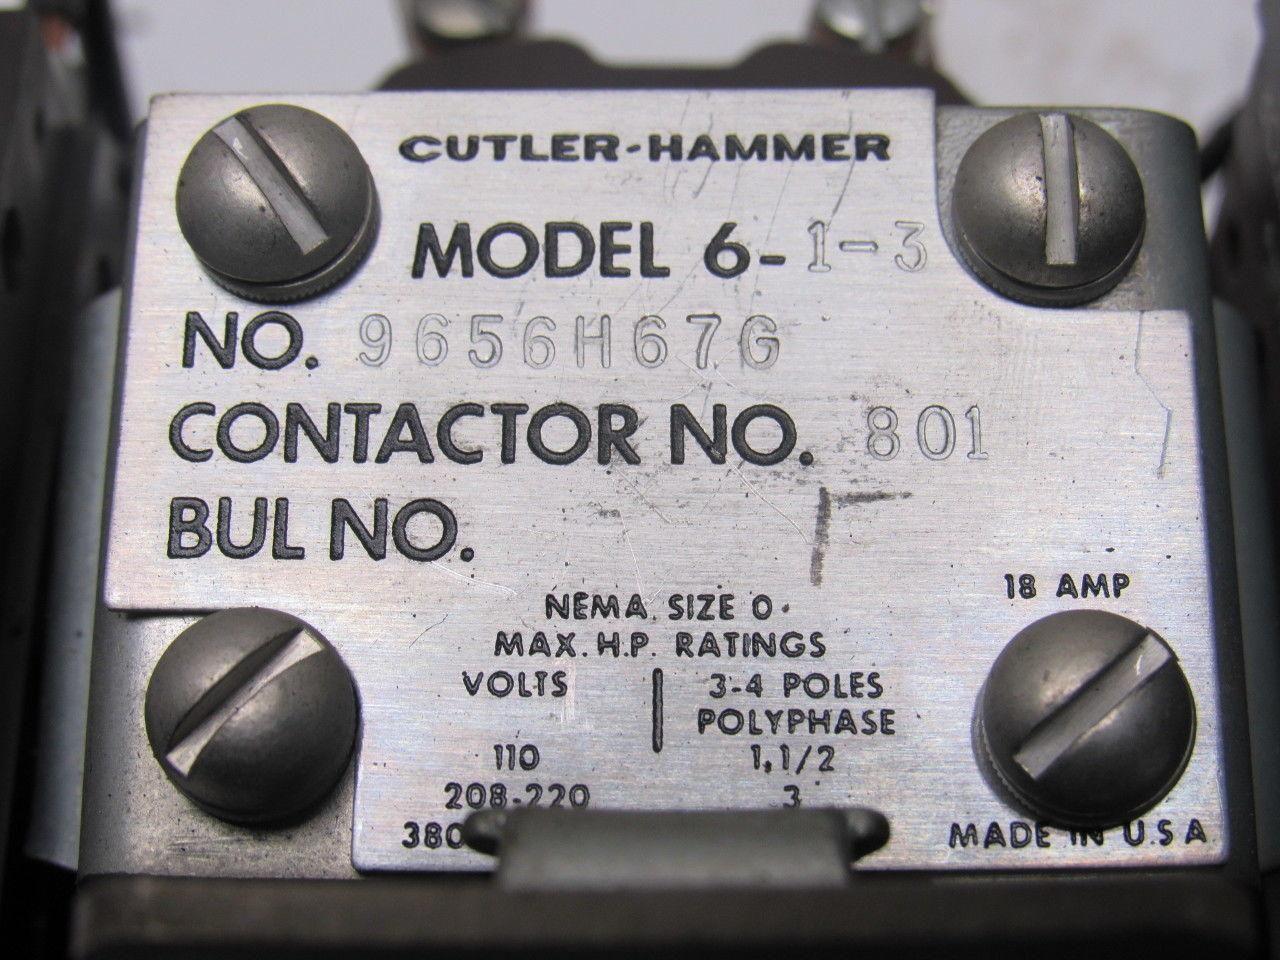 CUTLER-HAMMER
MODEL 6-1-3
NO. 9656H67G
CONTACTOR NO. 801
BUL NO.
18 AMP
NEMA SIZE 0.
MAX. H.P. RATINGS
VOLTS 3-4 POLES
POLYPHASE
110 1,1/2
208-220 3
380
MADE IN U.S.A